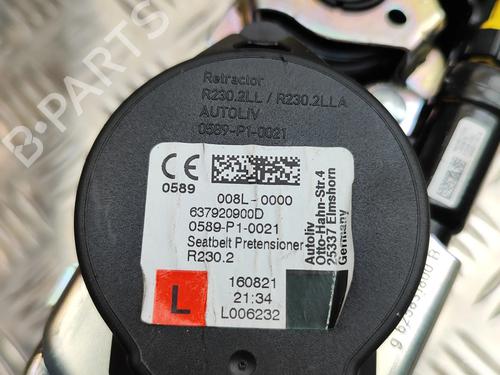 Retractor
R230.2LL / R230.2LLA
AUTOLIV
0589-P1-0021
CE
0589
008L-0000
637920900D
0589-P1-0021
Seatbelt Pretensioner
R230.2
L
160821
21:34
L006232
Autoliv
Otto-Hahn-Str.4
25337 Elmshorn
Germany